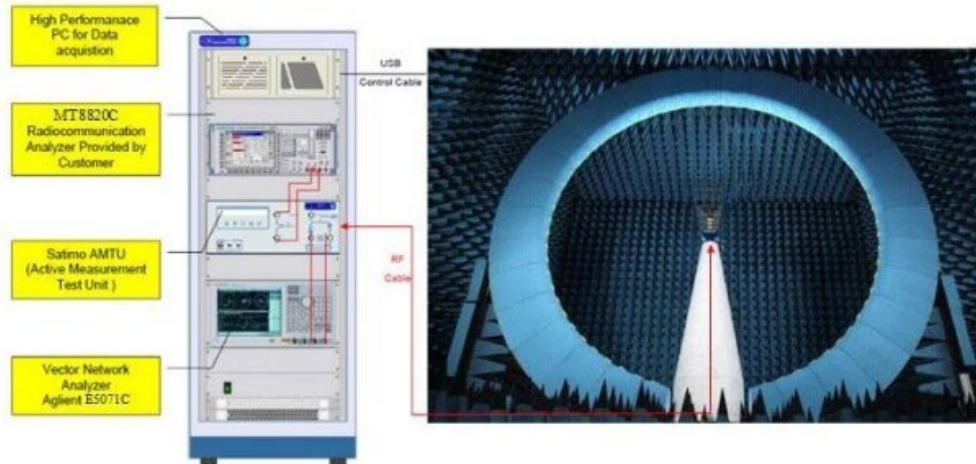 High Performanace
PC for Data
acquistion
USB
Control Cable
MT8820C
Radiocommunication
Analyzer Provided by
Customer
Satimo AMTU
(Active Measurement
Test Unit )
RF
Cable
Vector Network
Analyzer
Aglient E5071C